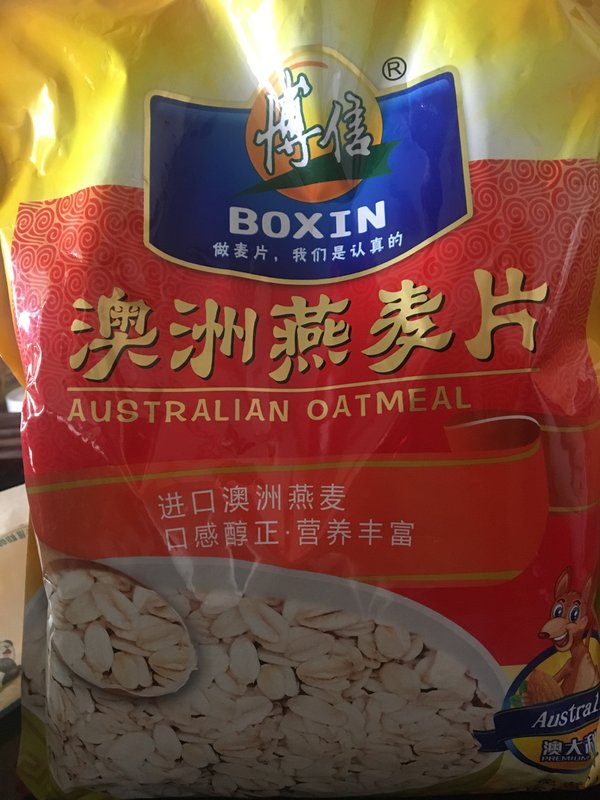 博信
®
BOXIN
做麦片，我们是认真的
澳洲燕麦片
AUSTRALIAN OATMEAL
进口澳洲燕麦
口感醇正·营养丰富
Austral
澳大利
PREMIUM